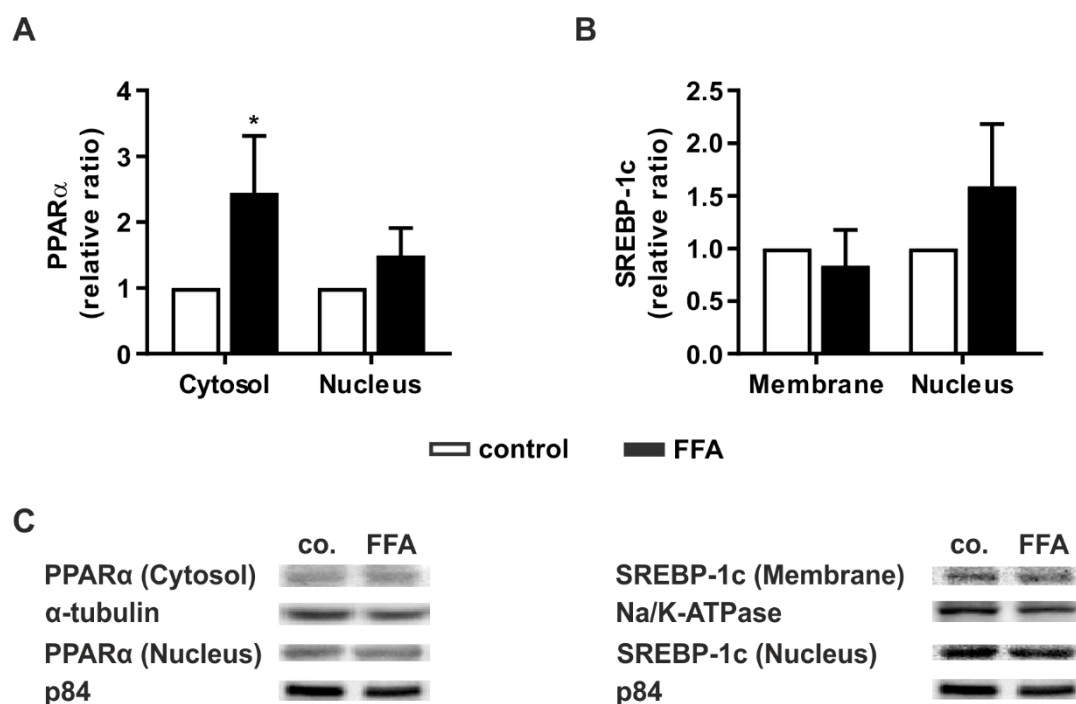 A
PPARα
(relative ratio)
4
3
2
1
0
*
Cytosol Nucleus
B
SREBP-1c
(relative ratio)
2.5
2.0
1.5
1.0
0.5
0.0
Membrane Nucleus
control FFA
C
co. FFA
PPARα (Cytosol)
α-tubulin
PPARα (Nucleus)
p84
co. FFA
SREBP-1c (Membrane)
Na/K-ATPase
SREBP-1c (Nucleus)
p84